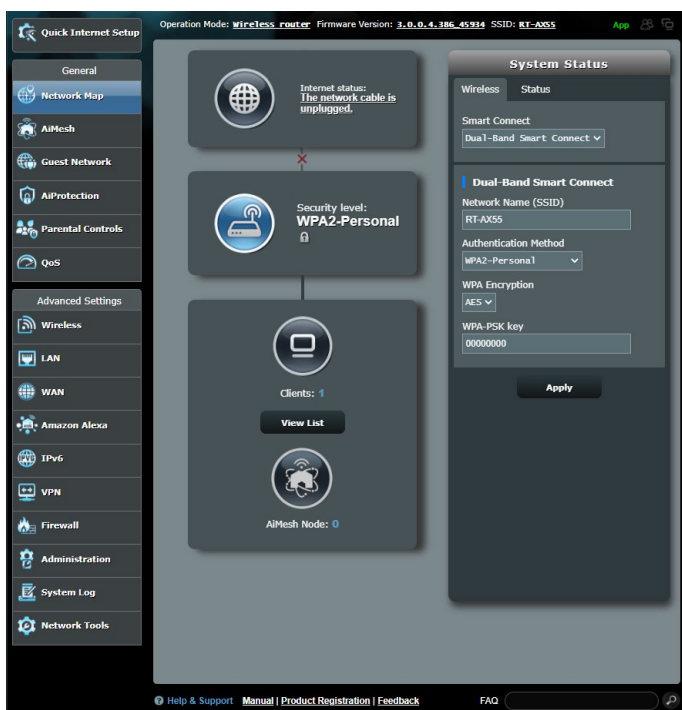 Quick Internet Setup
Operation Mode: Wireless router Firmware Version: 3.0.0.4.386_45934 SSID: RT-AX55
App
General
Network Map
AiMesh
Guest Network
AiProtection
Parental Controls
QoS
Advanced Settings
Wireless
LAN
WAN
Amazon Alexa
IPv6
VPN
Firewall
Administration
System Log
Network Tools
Internet status:
The network cable is
unplugged.
Security level:
WPA2-Personal
Clients: 1
View List
AiMesh Node: 0
System Status
Wireless Status
Smart Connect
Dual-Band Smart Connect
Dual-Band Smart Connect
Network Name (SSID)
RT-AX55
Authentication Method
WPA2-Personal
WPA Encryption
AES
WPA-PSK key
00000000
Apply
Help & Support Manual | Product Registration | Feedback FAQ